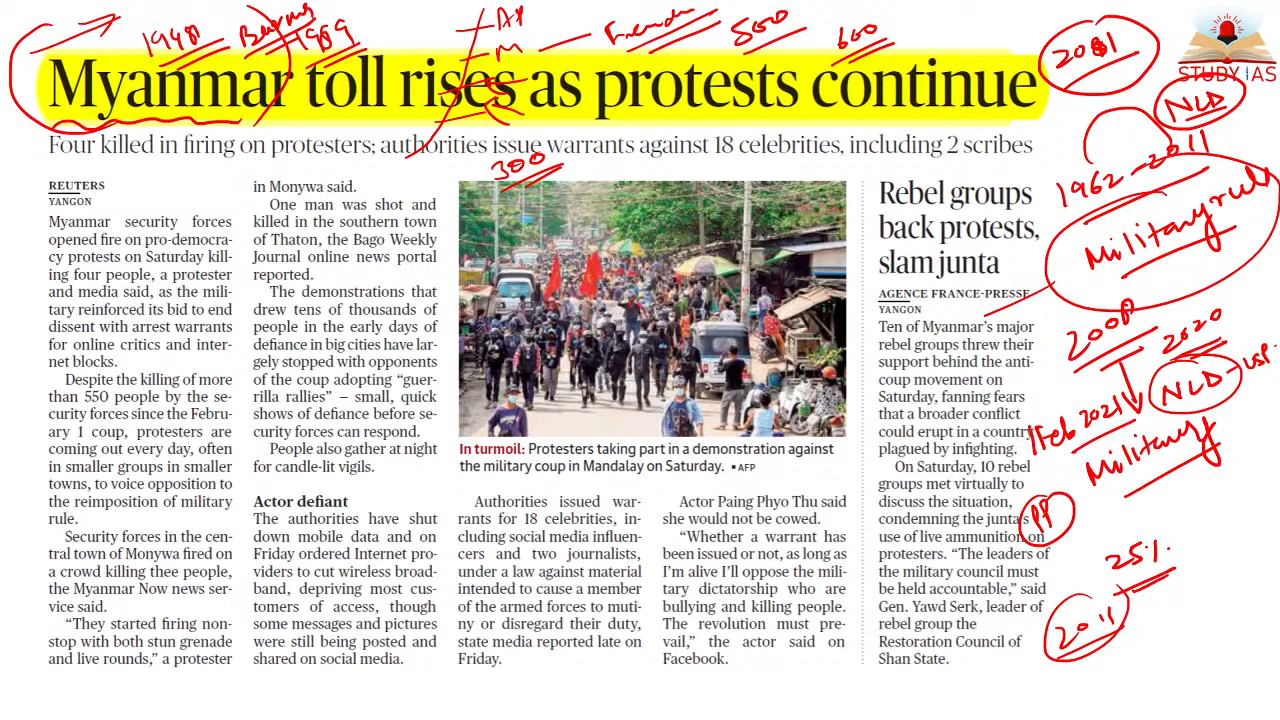 1948
Burma
1989
AP
M
500
600
2021
STUDY IAS
NLD
Myanmar toll rises as protests continue
Four killed in firing on protesters; authorities issue warrants against 18 celebrities, including 2 scribes
300
1962-2011
Military rule
REUTERS
YANGON
Myanmar security forces
opened fire on pro-democra-
cy protests on Saturday kill-
ing four people, a protester
and media said, as the mili-
tary reinforced its bid to end
dissent with arrest warrants
for online critics and inter-
net blocks.
Despite the killing of more
than 550 people by the se-
curity forces since the Febru-
ary 1 coup, protesters are
coming out every day, often
in smaller groups in smaller
towns, to voice opposition to
the reimposition of military
rule.
Security forces in the cen-
tral town of Monywa fired on
a crowd killing thee people,
the Myanmar Now news ser-
vice said.
“They started firing non-
stop with both stun grenade
and live rounds,” a protester
in Monywa said.
One man was shot and
killed in the southern town
of Thaton, the Bago Weekly
Journal online news portal
reported.
The demonstrations that
drew tens of thousands of
people in the early days of
defiance in big cities have lar-
gely stopped with opponents
of the coup adopting “guer-
rilla rallies” – small, quick
shows of defiance before se-
curity forces can respond.
People also gather at night
for candle-lit vigils.
Actor defiant
The authorities have shut
down mobile data and on
Friday ordered Internet pro-
viders to cut wireless broad-
band, depriving most cus-
tomers of access, though
some messages and pictures
were still being posted and
shared on social media.
In turmoil: Protesters taking part in a demonstration against
the military coup in Mandalay on Saturday. ▪AFP
Authorities issued war-
rants for 18 celebrities, in-
cluding social media influen-
cers and two journalists,
under a law against material
intended to cause a member
of the armed forces to muti-
ny or disregard their duty,
state media reported late on
Friday.
Actor Paing Phyo Thu said
she would not be cowed.
“Whether a warrant has
been issued or not, as long as
I’m alive I’ll oppose the mili-
tary dictatorship who are
bullying and killing people.
The revolution must pre-
vail,” the actor said on
Facebook.
Rebel groups
back protests,
slam junta
AGENCE FRANCE-PRESSE
YANGON
Ten of Myanmar’s major
rebel groups threw their
support behind the anti-
coup movement on
Saturday, fanning fears
that a broader conflict
could erupt in a country
plagued by infighting.
On Saturday, 10 rebel
groups met virtually to
discuss the situation,
condemning the junta’s
use of live ammunition on
protesters. “The leaders of
the military council must
be held accountable,” said
Gen. Yawd Serk, leader of
rebel group the
Restoration Council of
Shan State.
2008
2020
NLD
1 Feb 2021
Military
PP
25%
2011